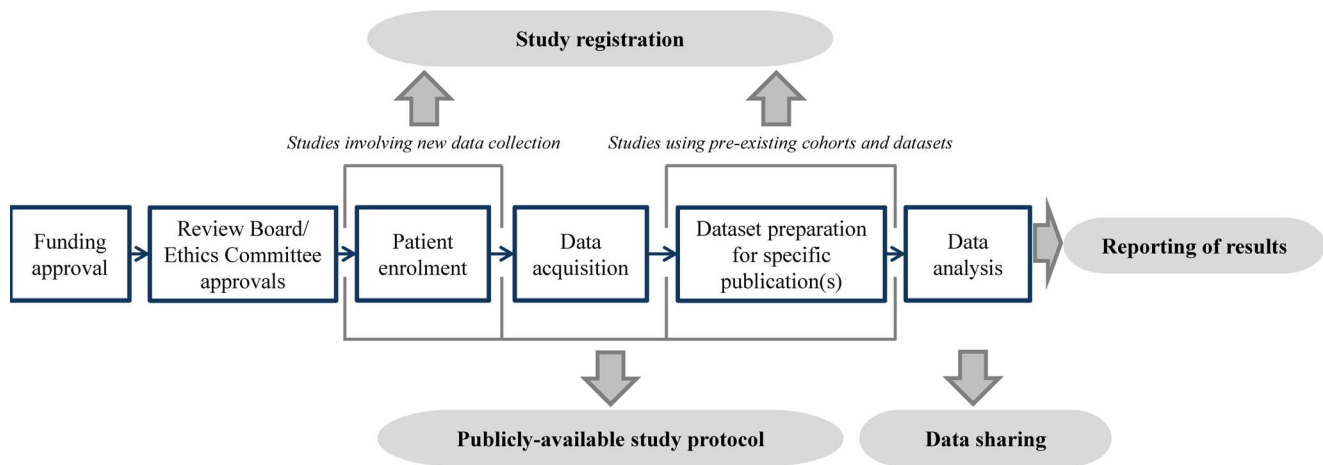 Study registration
Studies involving new data collection
Studies using pre-existing cohorts and datasets
Funding
approval
Review Board/
Ethics Committee
approvals
Patient
enrolment
Data
acquisition
Dataset preparation
for specific
publication(s)
Data
analysis
Reporting of results
Publicly-available study protocol
Data sharing